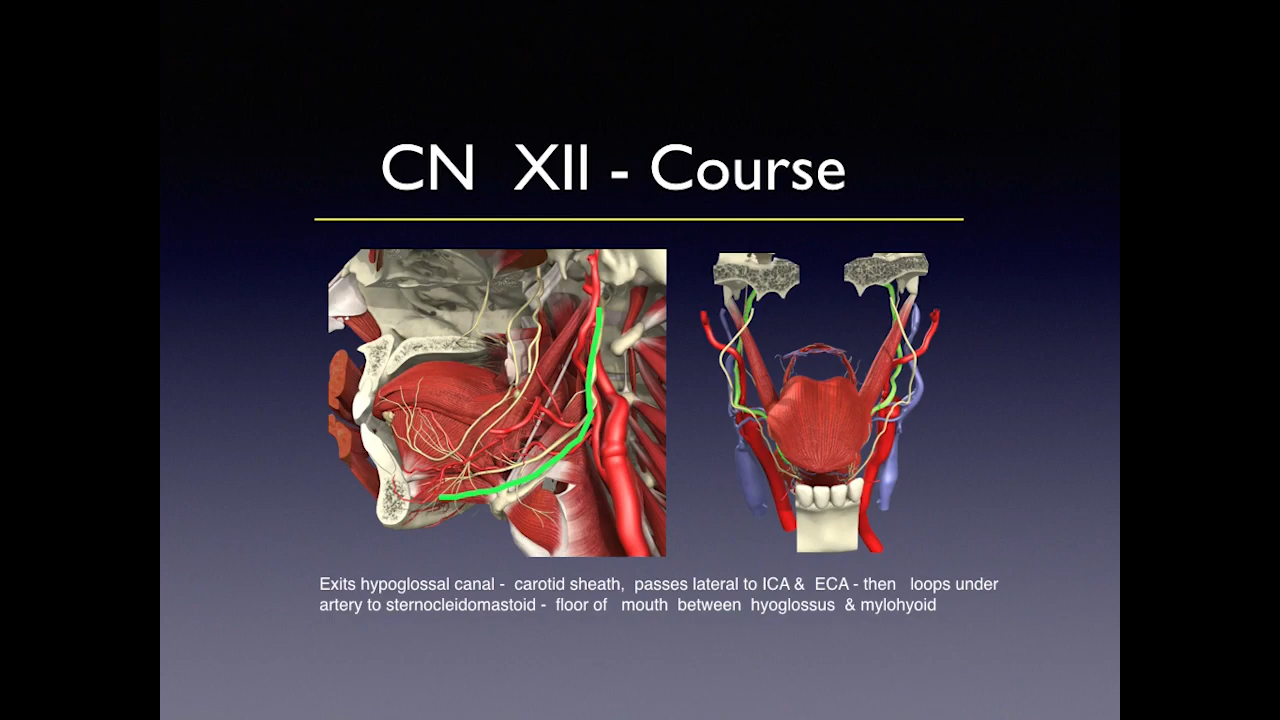 CN XII - Course
Exits hypoglossal canal - carotid sheath, passes lateral to ICA & ECA - then loops under
artery to sternocleidomastoid - floor of mouth between hyoglossus & mylohyoid